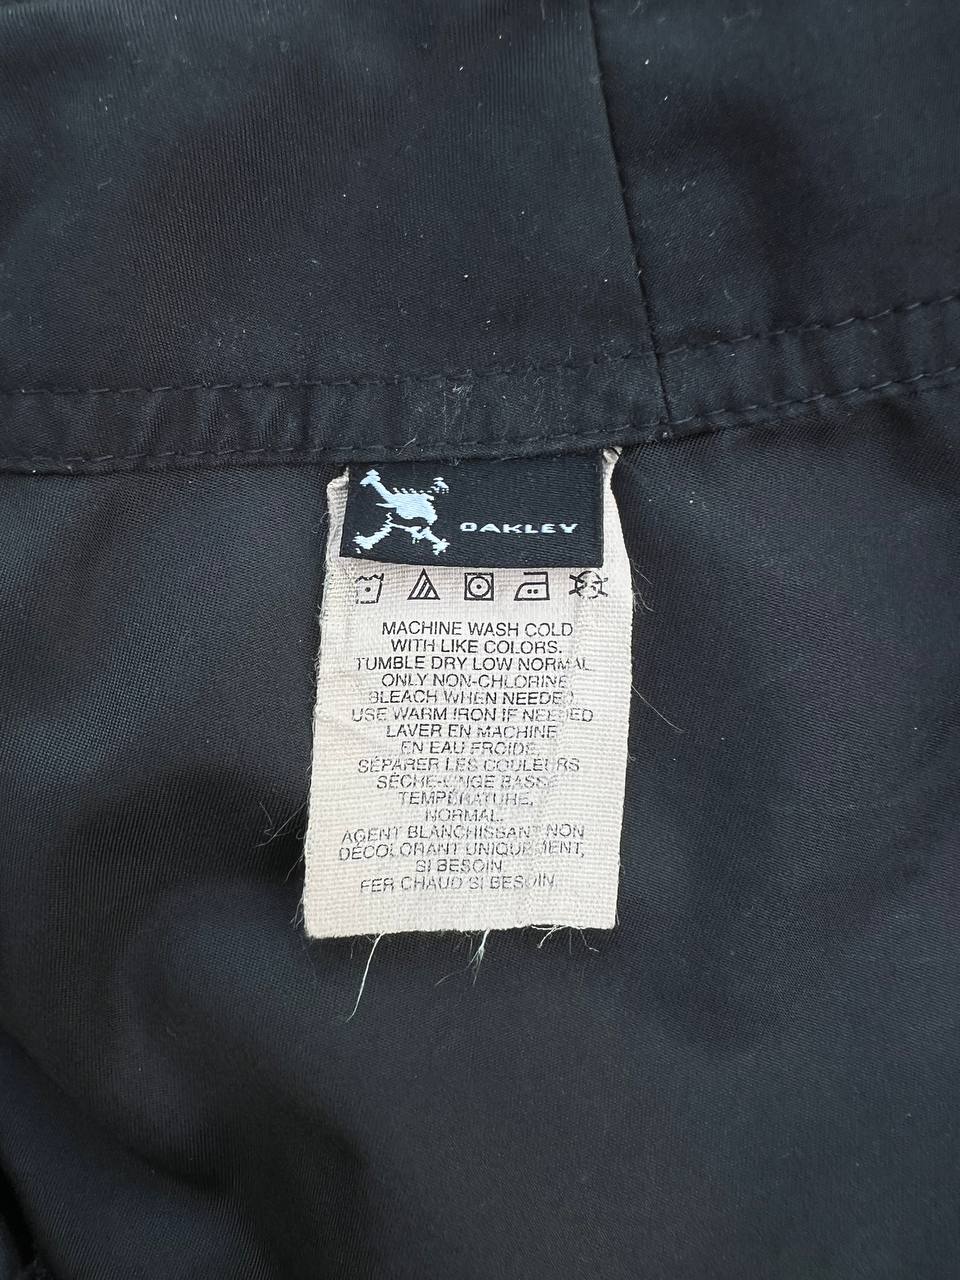 OAKLEY
MACHINE WASH COLD
WITH LIKE COLORS.
TUMBLE DRY LOW NORMAL
ONLY NON-CHLORINE
BLEACH WHEN NEEDED
USE WARM IRON IF NEEDED
LAVER EN MACHINE
EN EAU FROIDE,
SÉPARER LES COULEURS
SÈCHE-LINGE BASSE
TEMPÉRATURE,
NORMAL.
AGENT BLANCHISSANT NON
DÉCOLORANT UNIQUEMENT,
SI BESOIN
FER CHAUD SI BESOIN